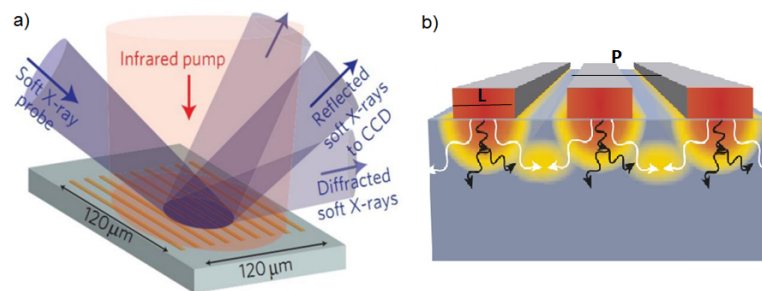 a)
Infrared pump
Soft X-ray
probe
Reflected
soft X-rays
to CCD
Diffracted
soft X-rays
120 μm
120 μm
b)
P
L